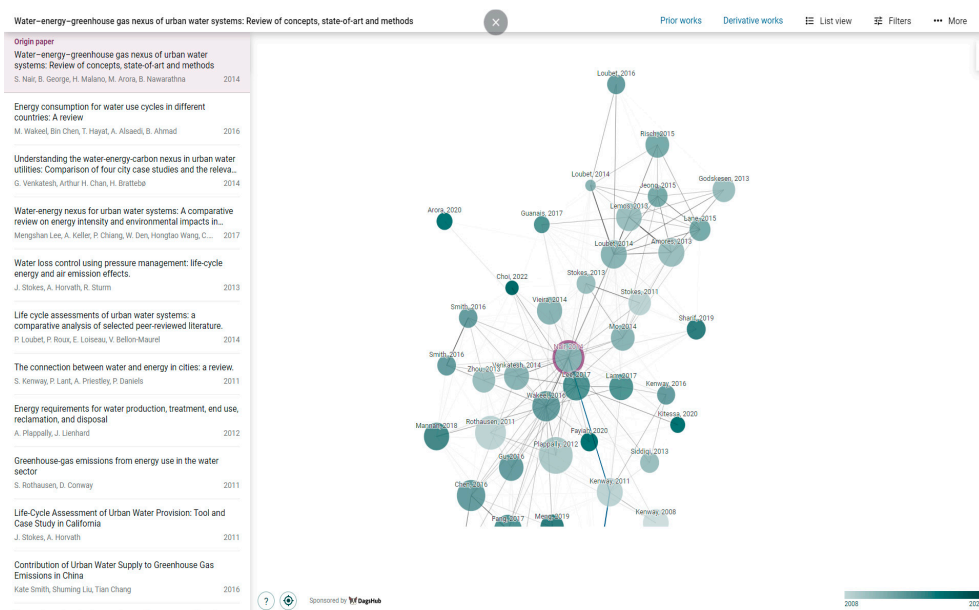 Water–energy–greenhouse gas nexus of urban water systems: Review of concepts, state-of-art and methods
Prior works
Derivative works
List view
Filters
More
Origin paper
Water–energy–greenhouse gas nexus of urban water
systems: Review of concepts, state-of-art and methods
S. Nair, B. George, H. Malano, M. Arora, B. Nawarathna 2014
Energy consumption for water use cycles in different
countries: A review
M. Wakeel, Bin Chen, T. Hayat, A. Alsaedi, B. Ahmad 2016
Understanding the water-energy-carbon nexus in urban water
utilities: Comparison of four city case studies and the releva...
G. Venkatesh, Arthur H. Chan, H. Brattebø 2014
Water-energy nexus for urban water systems: A comparative
review on energy intensity and environmental impacts in...
Mengshan Lee, A. Keller, P. Chiang, W. Den, Hongtao Wang, C.... 2017
Water loss control using pressure management: life-cycle
energy and air emission effects.
J. Stokes, A. Horvath, R. Sturm 2013
Life cycle assessments of urban water systems: a
comparative analysis of selected peer-reviewed literature.
P. Loubet, P. Roux, E. Loiseau, V. Bellon-Maurel 2014
The connection between water and energy in cities: a review.
S. Kenway, P. Lant, A. Priestley, P. Daniels 2011
Energy requirements for water production, treatment, end use,
reclamation, and disposal
A. Plappally, J. Lienhard 2012
Greenhouse-gas emissions from energy use in the water
sector
S. Rothausen, D. Conway 2011
Life-Cycle Assessment of Urban Water Provision: Tool and
Case Study in California
J. Stokes, A. Horvath 2011
Contribution of Urban Water Supply to Greenhouse Gas
Emissions in China
Kate Smith, Shuming Liu, Tian Chang 2016
Loubet, 2016
Risch, 2015
Loubet, 2014
Godskesen, 2013
Jeong, 2015
Lemos, 2013
Arora, 2020
Guanais, 2017
Lane, 2015
Loubet, 2014
Amores, 2013
Choi, 2022
Stokes, 2013
Stokes, 2011
Vieira, 2014
Smith, 2016
Sharif, 2019
Mo, 2014
Nair, 2014
Smith, 2016
Zhou, 2013
Venkatesh, 2014
Lee, 2017
Lam, 2017
Kenway, 2016
Wakeel, 2016
Kitessa, 2020
Mannan, 2018
Rothausen, 2011
Fayiah, 2020
Plappally, 2012
Siddiqi, 2013
Gu, 2016
Kenway, 2011
Chen, 2016
Fang, 2017
Meng, 2019
Kenway, 2008
?
Sponsored by DagsHub
2008